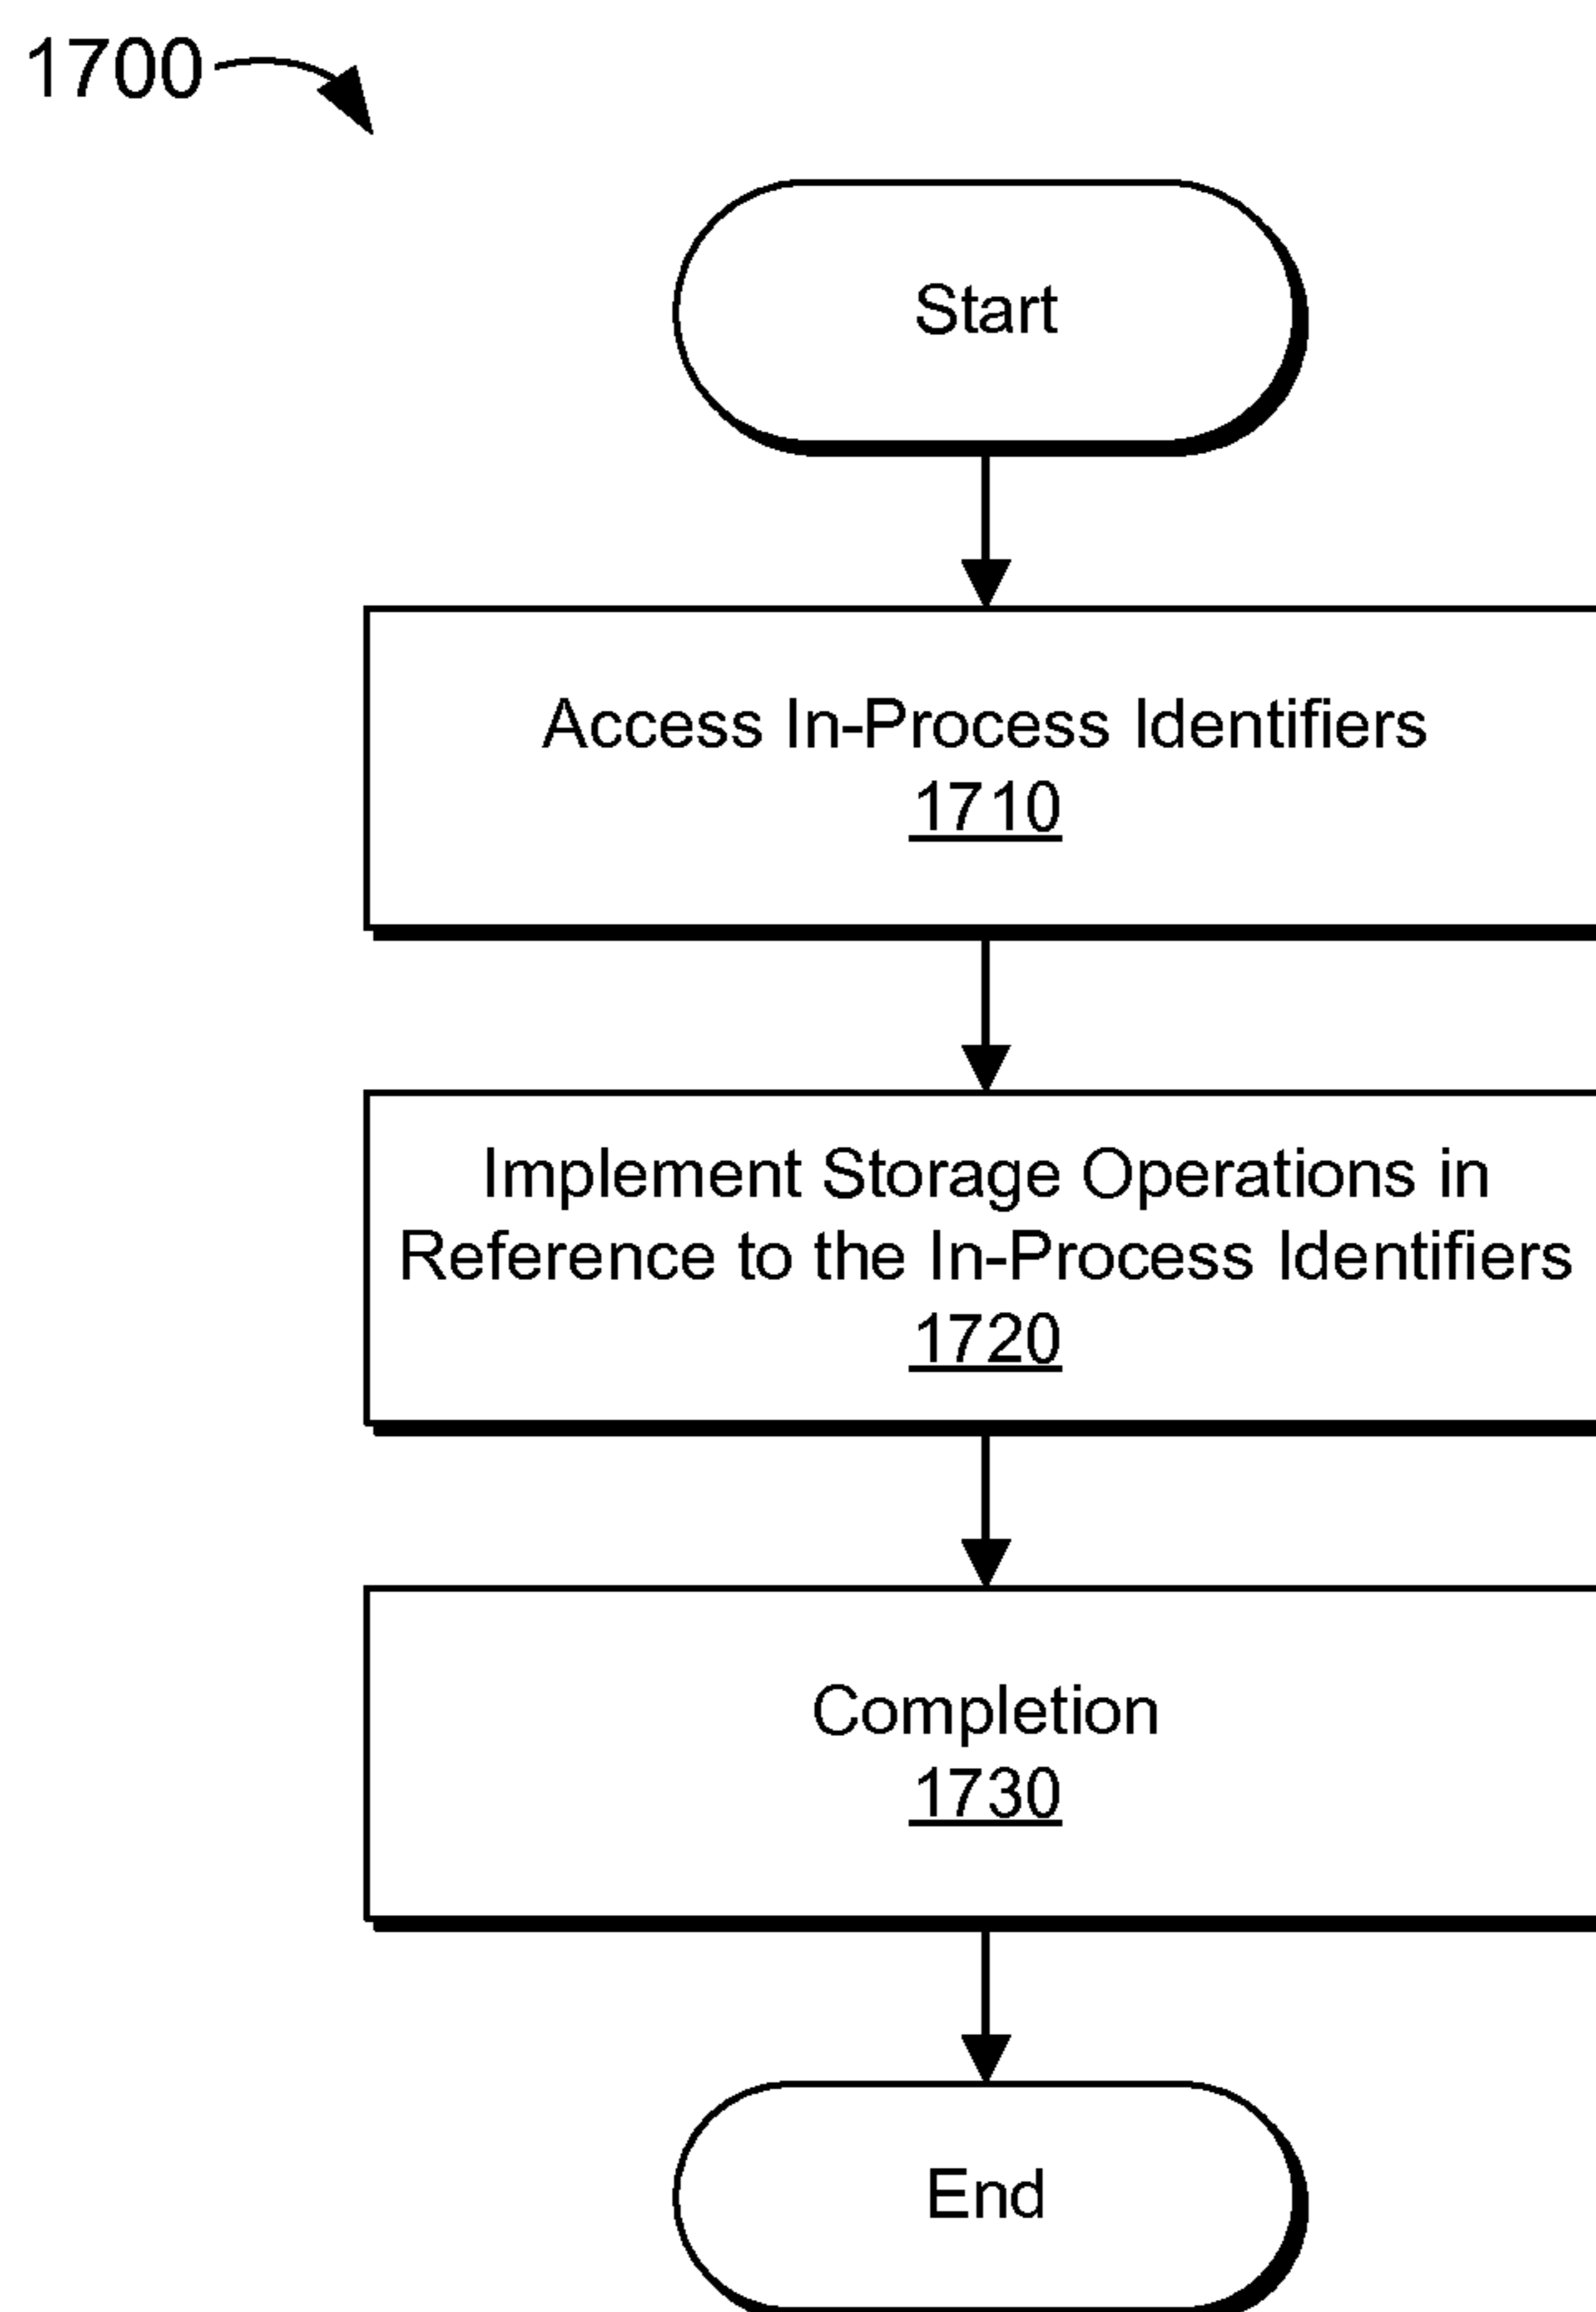 1700
Start
Access In-Process Identifiers
1710
Implement Storage Operations in
Reference to the In-Process Identifiers
1720
Completion
1730
End